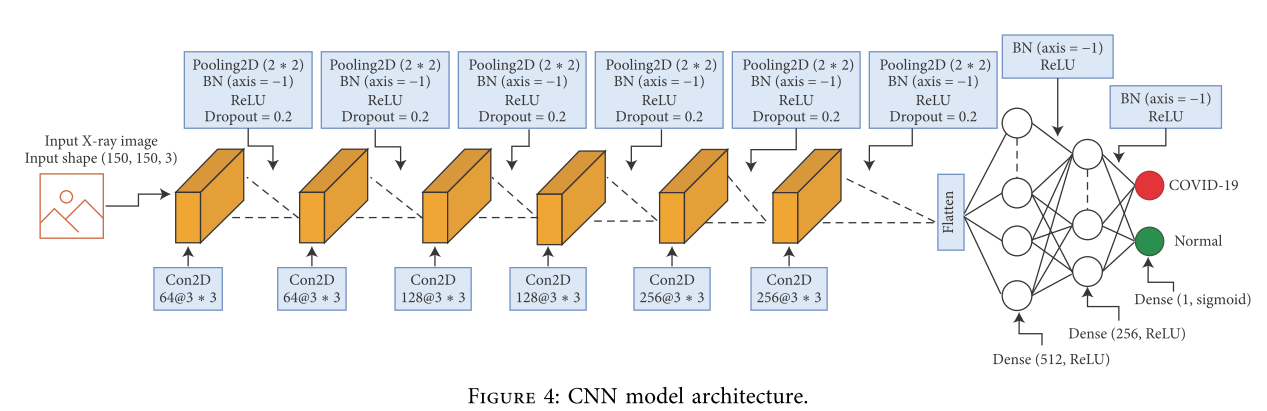 Pooling2D (2 * 2)
BN (axis = −1)
ReLU
Dropout = 0.2
Pooling2D (2 * 2)
BN (axis = −1)
ReLU
Dropout = 0.2
Pooling2D (2 * 2)
BN (axis = −1)
ReLU
Dropout = 0.2
Pooling2D (2 * 2)
BN (axis = −1)
ReLU
Dropout = 0.2
Pooling2D (2 * 2)
BN (axis = −1)
ReLU
Dropout = 0.2
Pooling2D (2 * 2)
BN (axis = −1)
ReLU
Dropout = 0.2
BN (axis = −1)
ReLU
BN (axis = −1)
ReLU
Input X-ray image
Input shape (150, 150, 3)
Flatten
COVID-19
Normal
Con2D
64@3 * 3
Con2D
64@3 * 3
Con2D
128@3 * 3
Con2D
128@3 * 3
Con2D
256@3 * 3
Con2D
256@3 * 3
Dense (1, sigmoid)
Dense (256, ReLU)
Dense (512, ReLU)
Figure 4: CNN model architecture.